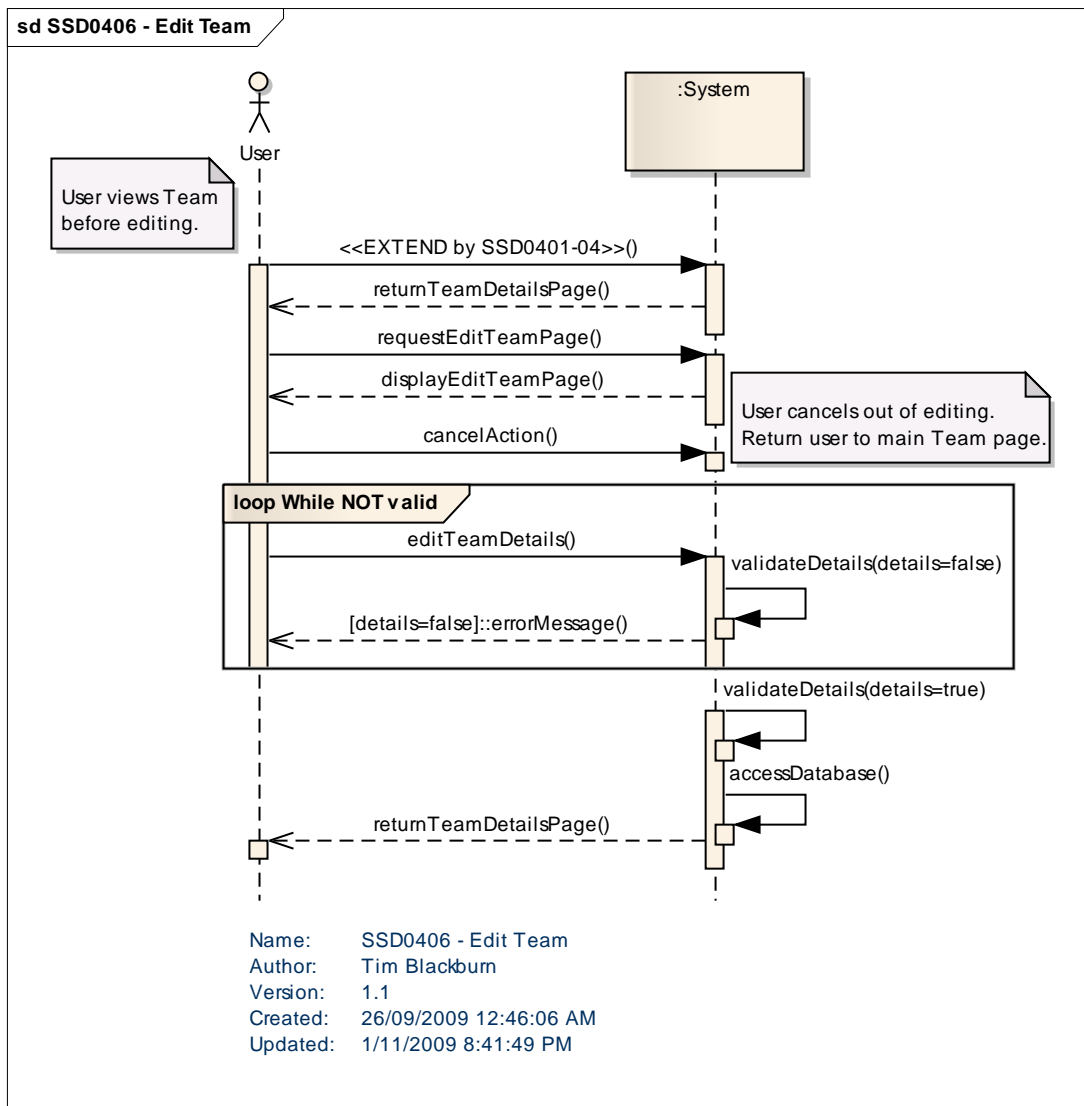 sd SSD0406 - Edit Team
:System
User
User views Team
before editing.
<<EXTEND by SSD0401-04>>()
returnTeamDetailsPage()
requestEditTeamPage()
displayEditTeamPage()
User cancels out of editing.
Return user to main Team page.
cancelAction()
loop While NOT valid
editTeamDetails()
validateDetails(details=false)
[details=false]::errorMessage()
validateDetails(details=true)
accessDatabase()
returnTeamDetailsPage()
Name: SSD0406 - Edit Team
Author: Tim Blackburn
Version: 1.1
Created: 26/09/2009 12:46:06 AM
Updated: 1/11/2009 8:41:49 PM